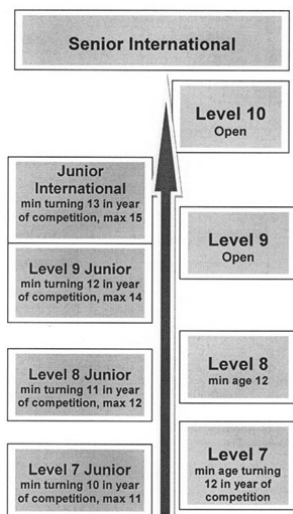 Senior International
Level 10
Open
Junior
International
min turning 13 in year
of competition, max 15
Level 9
Open
Level 9 Junior
min turning 12 in year
of competition, max 14
Level 8 Junior
min turning 11 in year
of competition, max 12
Level 8
min age 12
Level 7 Junior
min turning 10 in year
of competition, max 11
Level 7
min age turning
12 in year of
competition